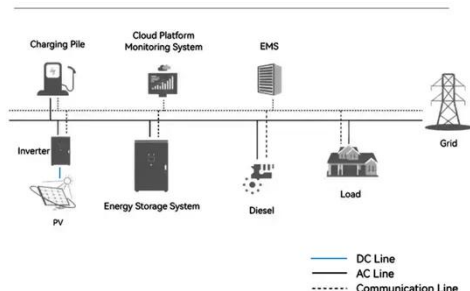 Charging Pile
Cloud Platform
Monitoring System
EMS
Inverter
Grid
PV
Energy Storage System
Diesel
Load
DC Line
AC Line
Communication Line